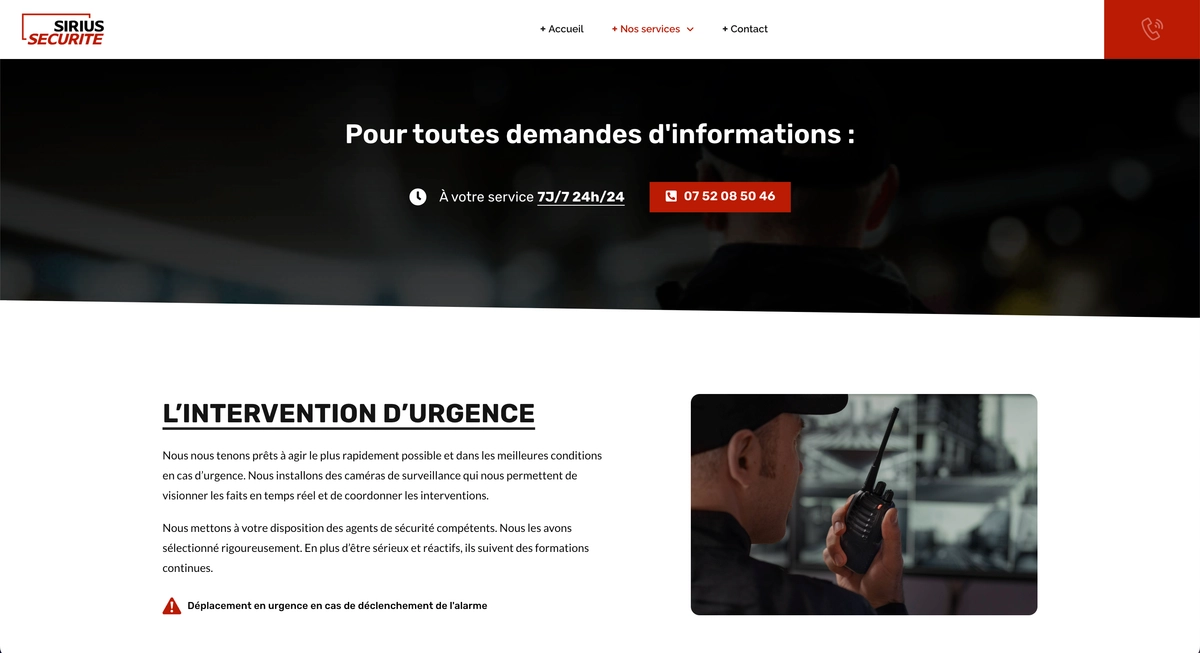 SIRIUS
SECURITE
+ Accueil
+ Nos services
+ Contact
Pour toutes demandes d'informations :
À votre service 7J/7 24h/24
07 52 08 50 46
L’INTERVENTION D’URGENCE
Nous nous tenons prêts à agir le plus rapidement possible et dans les meilleures conditions
en cas d’urgence. Nous installons des caméras de surveillance qui nous permettent de
visionner les faits en temps réel et de coordonner les interventions.
Nous mettons à votre disposition des agents de sécurité compétents. Nous les avons
sélectionné rigoureusement. En plus d’être sérieux et réactifs, ils suivent des formations
continues.
Déplacement en urgence en cas de déclenchement de l'alarme